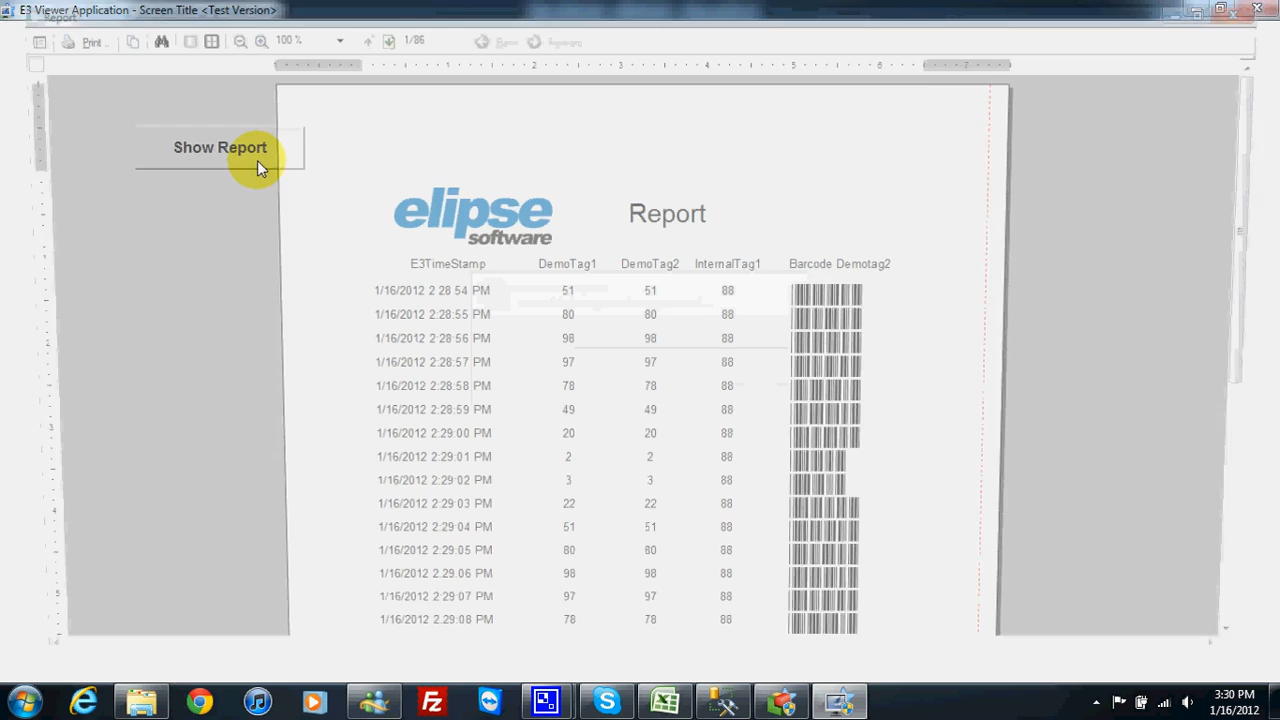 E3 Viewer Application - Screen Title <Test Version>
Report
Print...
100 %
1/86
1 2 3 4 5 6 7
Show Report
elipse
software
Report
E3TimeStamp DemoTag1 DemoTag2 InternalTag1 Barcode Demotag2
1/16/2012 2 28 54 PM 51 51 88
1/16/2012 2:28:55 PM 80 80 88
1/16/2012 2:28:56 PM 98 98 88
1/16/2012 2:28:57 PM 97 97 88
1/16/2012 2:28:58 PM 78 78 88
1/16/2012 2:28:59 PM 49 49 88
1/16/2012 2:29:00 PM 20 20 88
1/16/2012 2:29:01 PM 2 2 88
1/16/2012 2:29:02 PM 3 3 88
1/16/2012 2:29:03 PM 22 22 88
1/16/2012 2:29:04 PM 51 51 88
1/16/2012 2:29:05 PM 80 80 88
1/16/2012 2.29.06 PM 98 98 88
1/16/2012 2:29:07 PM 97 97 88
1/16/2012 2.29:08 PM 78 78 88
3:30 PM
1/16/2012